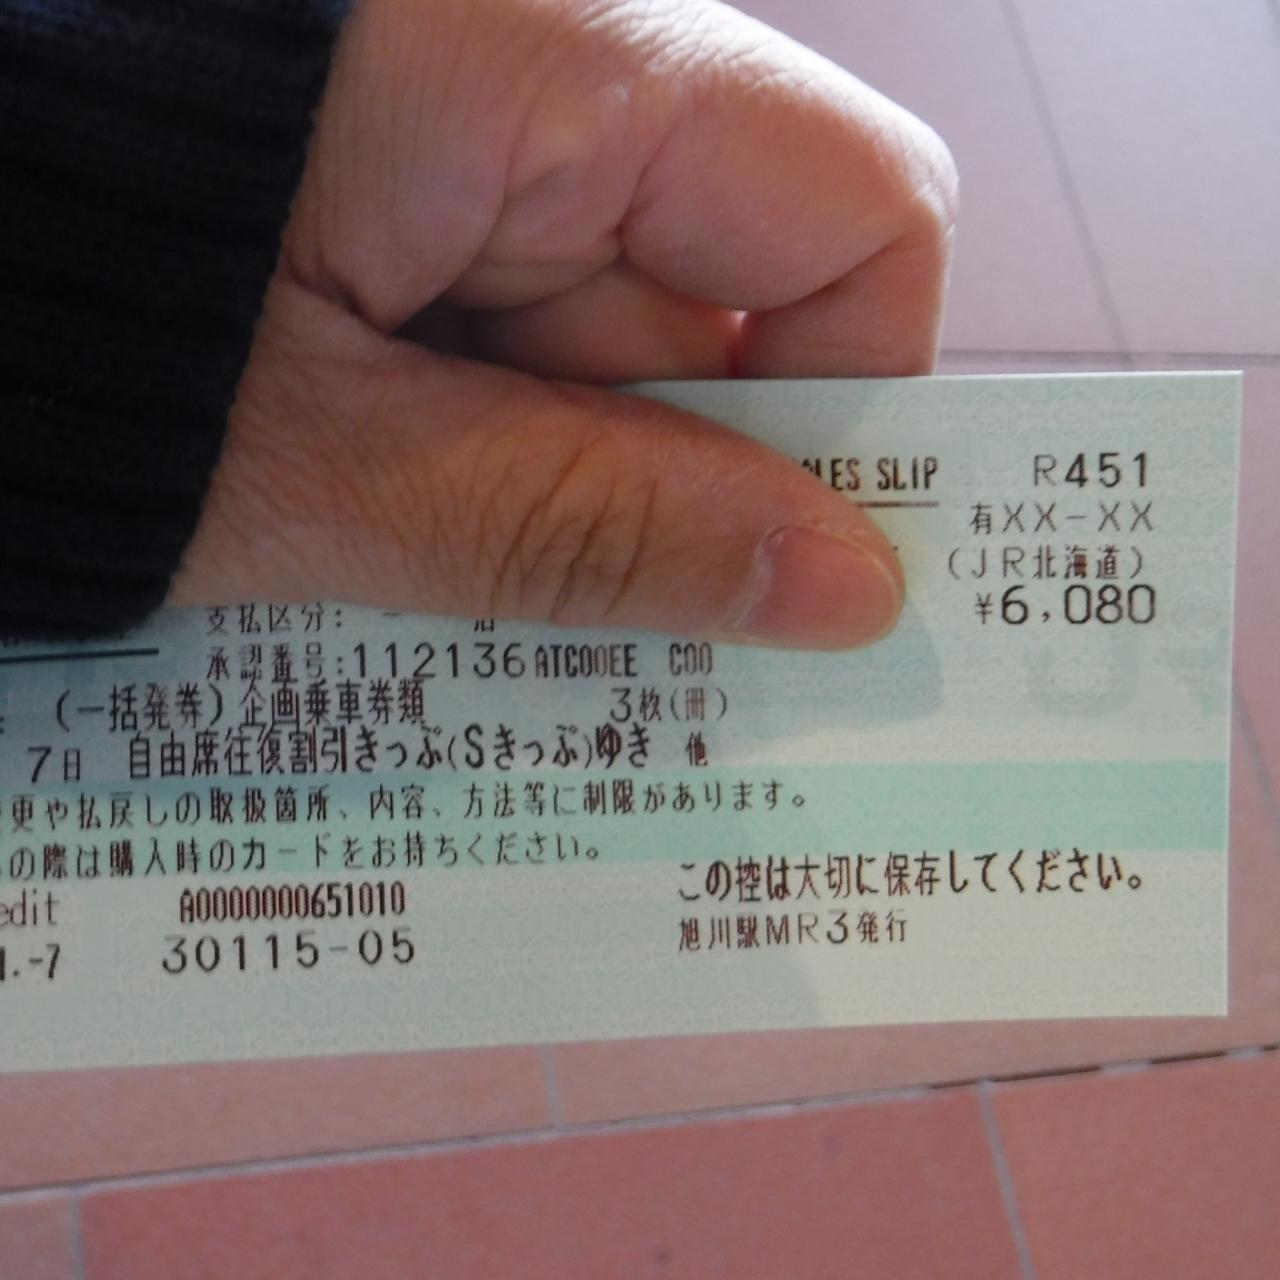 SLIP R451
有XX-XX
(JR北海道)
¥6,080
支払区分: -
承認番号:112136ATC00EE C00
(一括発券) 企画乗車券類 3枚(冊)
7日 自由席往復割引きっぷ(Sきっぷ)ゆき 他
更や払戻しの取扱箇所、内容、方法等に制限があります。
の際は購入時のカードをお持ちください。
この控は大切に保存してください。
edit A0000000651010
旭川駅MR3発行
.-7 30115-05